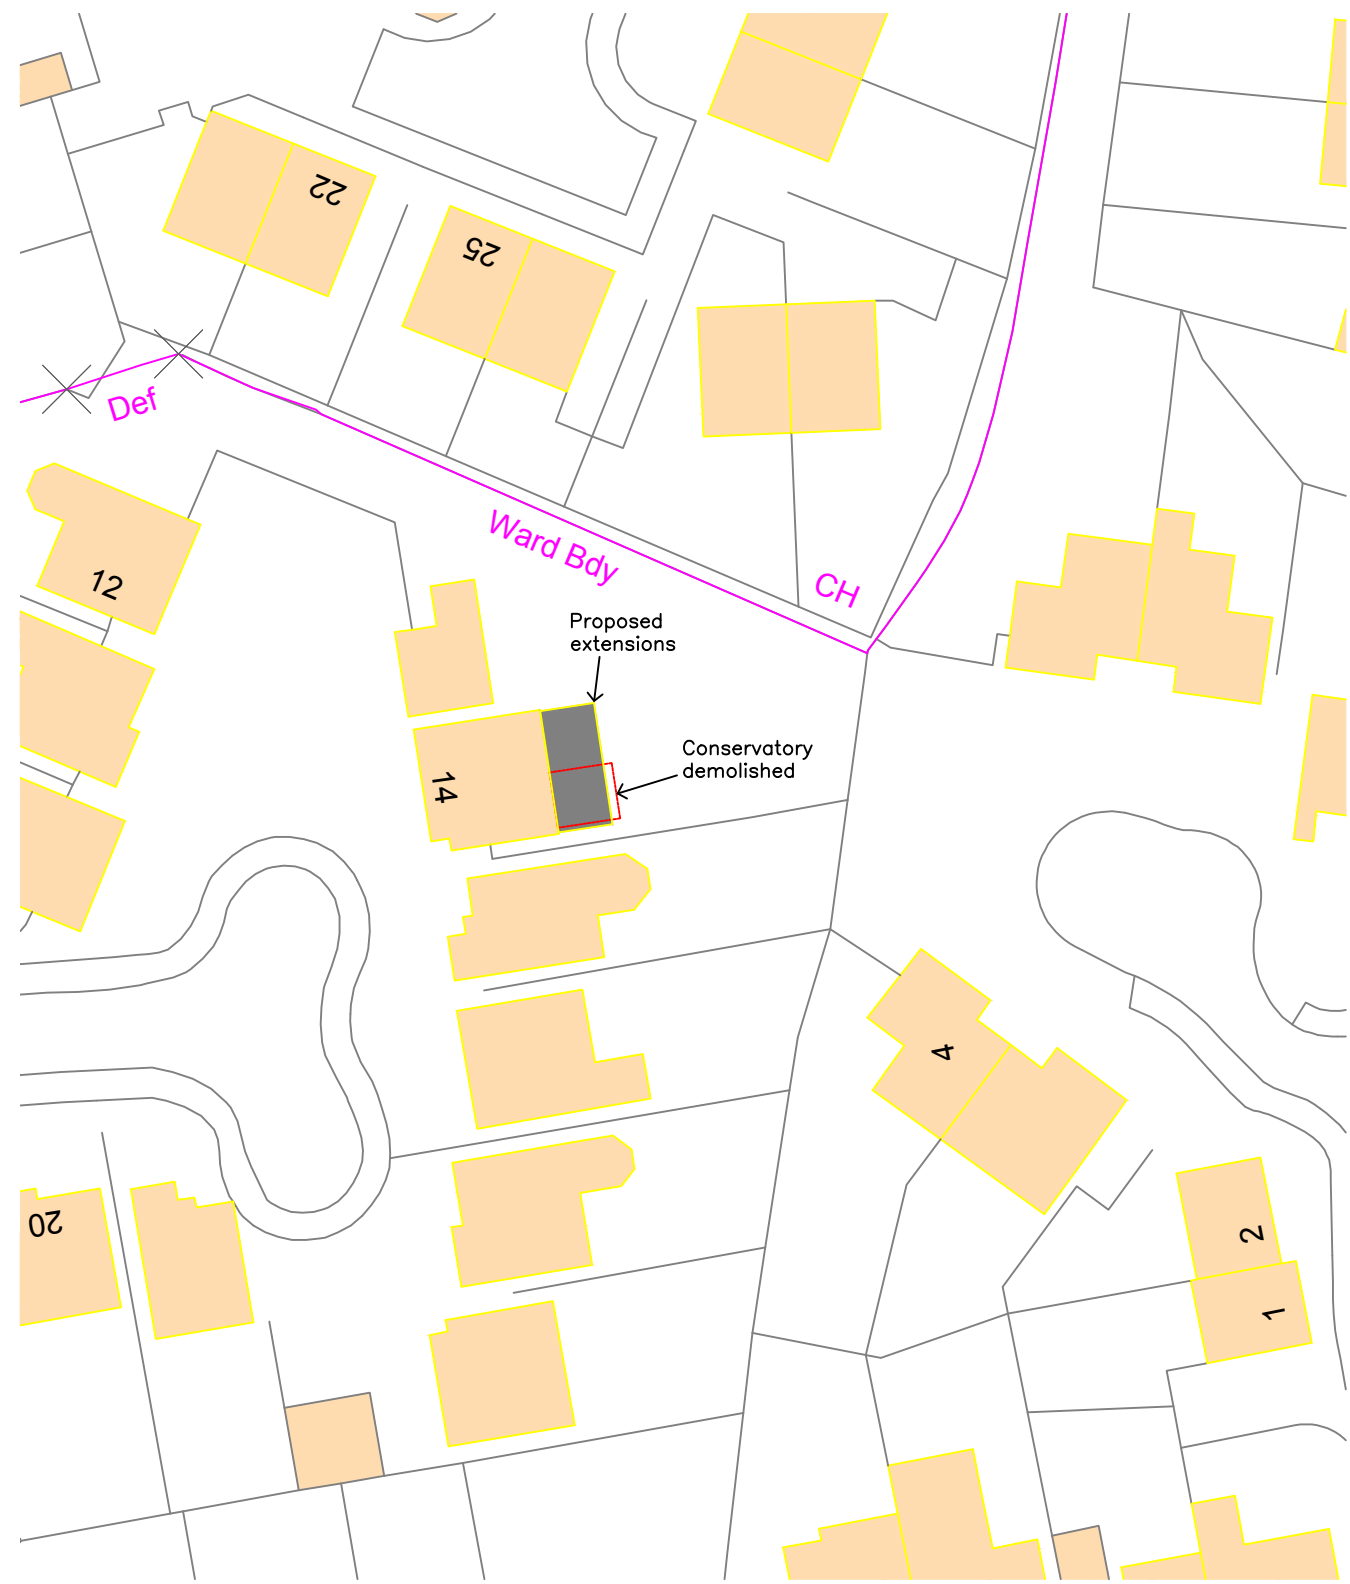 22
25
Def
Ward Bdy
CH
12
Proposed
extensions
Conservatory
demolished
14
4
20
2
1